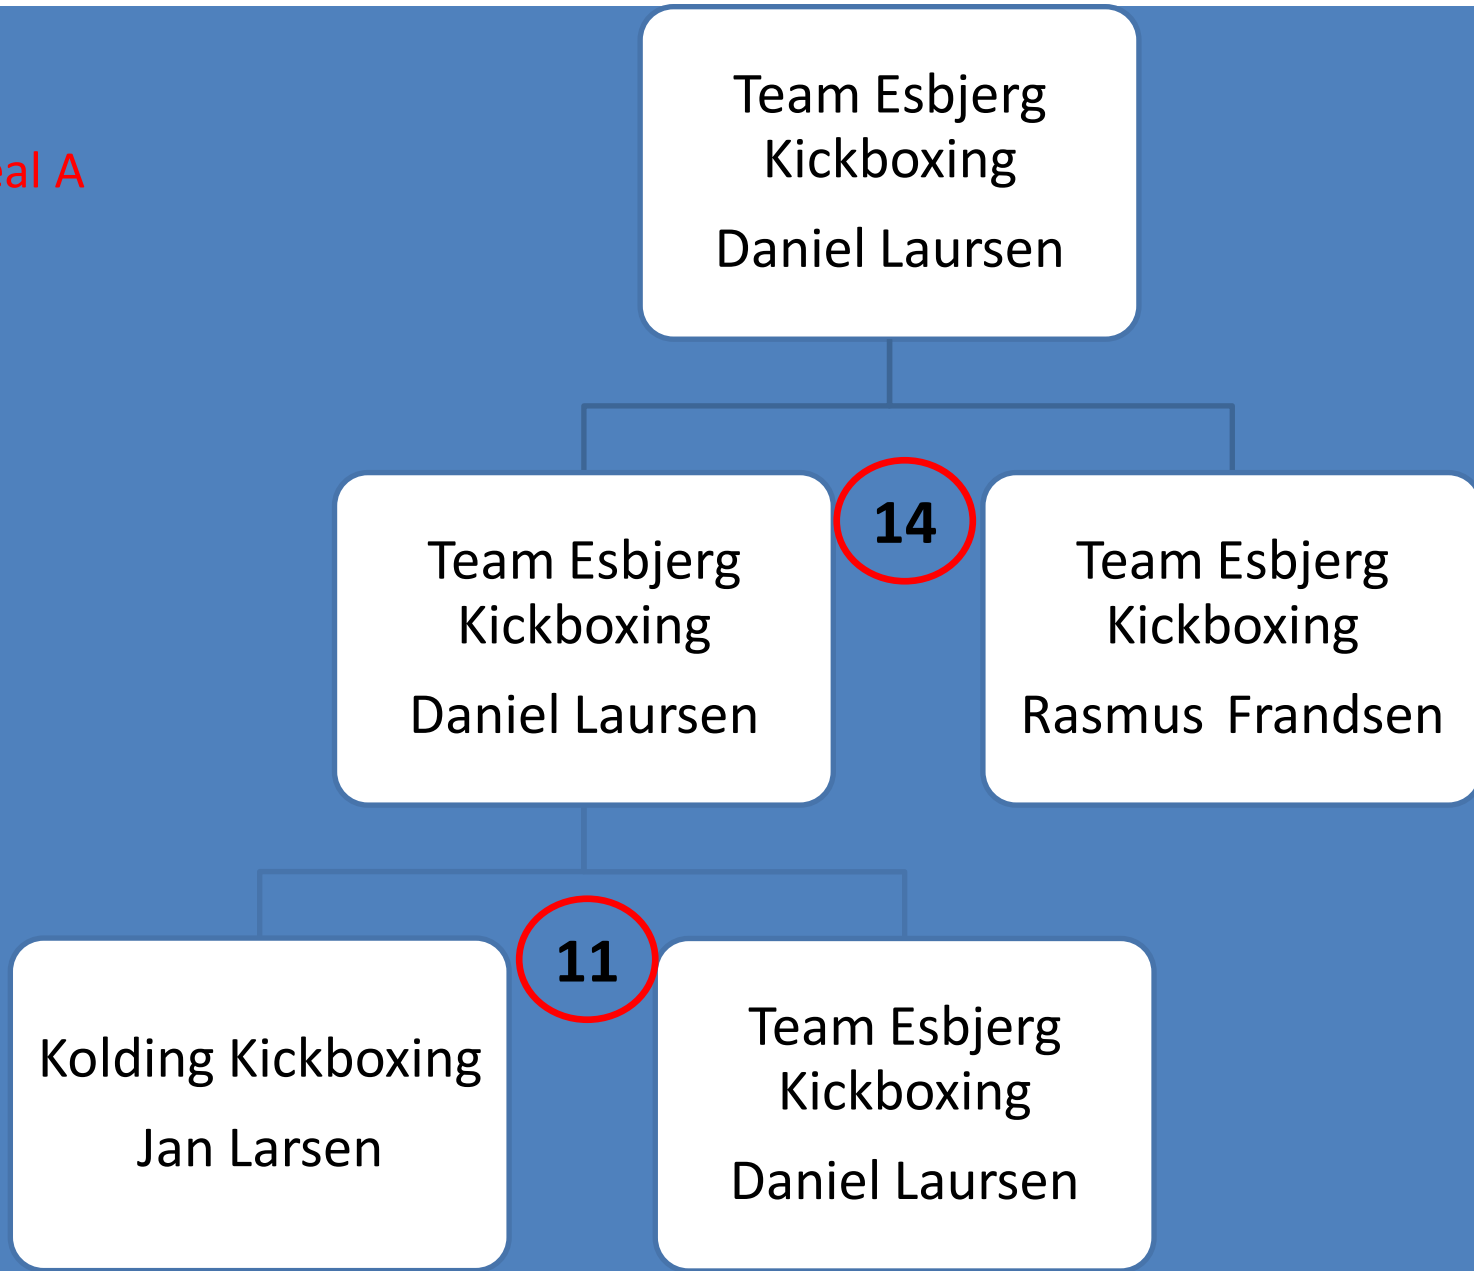 Team Esbjerg
Kickboxing
Daniel Laursen
A
14
Team Esbjerg
Kickboxing
Daniel Laursen
Team Esbjerg
Kickboxing
Rasmus Frandsen
11
Kolding Kickboxing
Jan Larsen
Team Esbjerg
Kickboxing
Daniel Laursen